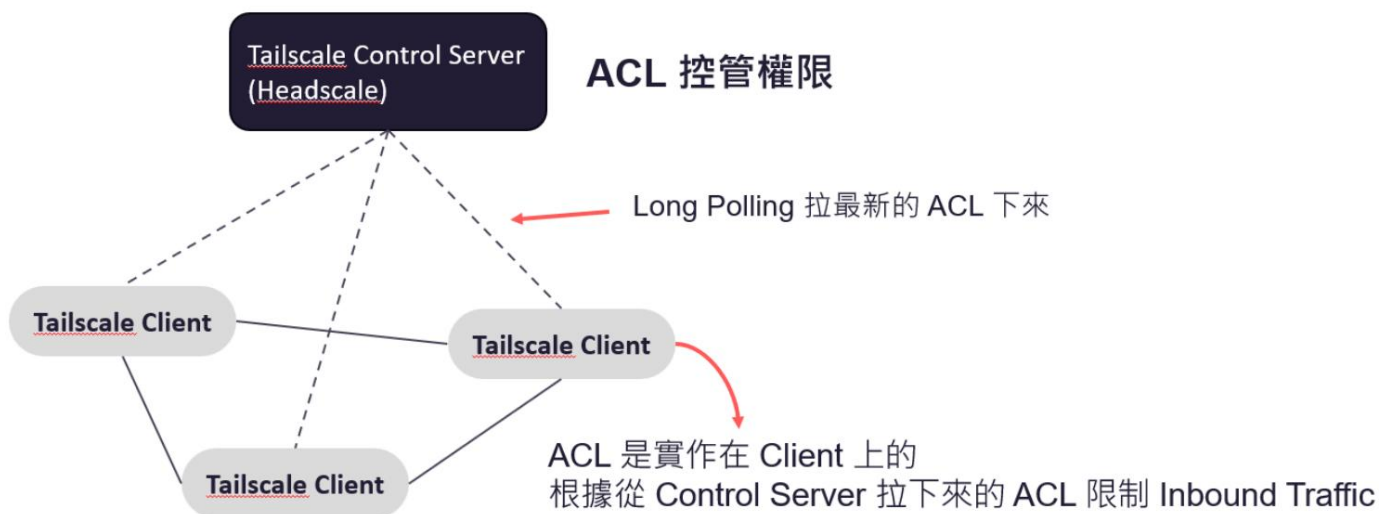 Tailscale Control Server
(Headscale)
ACL 控管權限
Long Polling 拉最新的 ACL 下來
Tailscale Client
Tailscale Client
Tailscale Client
ACL 是實作在 Client 上的
根據從 Control Server 拉下來的 ACL 限制 Inbound Traffic